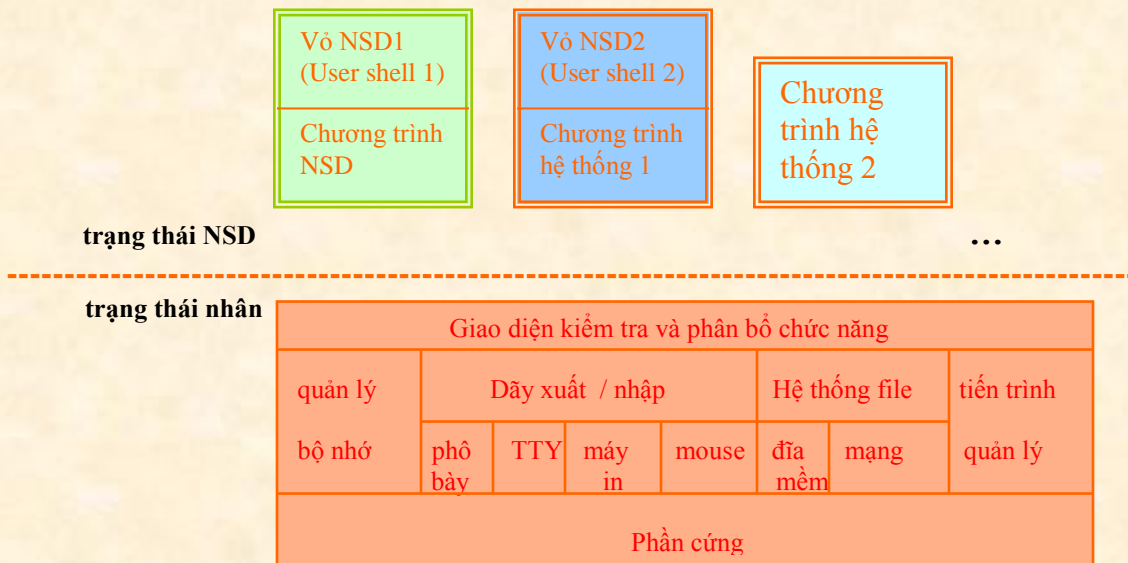 Vỏ NSD1
(User shell 1)
Chương trình
NSD
Vỏ NSD2
(User shell 2)
Chương trình
hệ thống 1
Chương
trình hệ
thống 2
trạng thái NSD
...
trạng thái nhân
Giao diện kiểm tra và phân bổ chức năng
quản lý
bộ nhớ
Dãy xuất / nhập
phô
bày
TTY
máy
in
mouse
Hệ thống file
đĩa
mềm
mạng
tiến trình
quản lý
Phần cứng